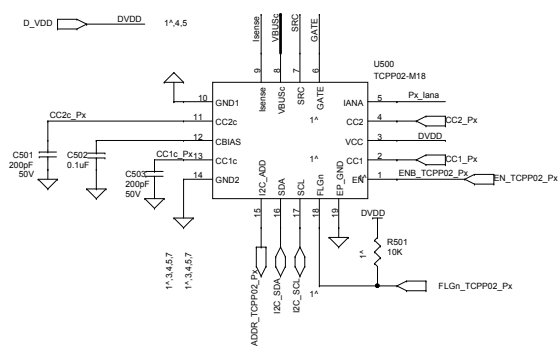 D_VDD
DVDD
1^,4,5
Isense
VBUSc
SRC
GATE
9
8
7
6
U500
TCPP02-M18
Isense
VBUSc
SRC
GATE
10 GND1
IANA 5 Px_Iana
CC2c_Px 11 CC2c
1^
CC2 4 CC2_Px
12 CBIAS
VCC 3 DVDD
C501
200pF
50V
C502
0.1uF
CC1c_Px 13 CC1c
1^
CC1 2 CC1_Px
C503
200pF
50V
14 GND2
EN 1 ENB_TCPP02_Px
1^
EN_TCPP02_Px
I2C_ADD
SDA
SCL
FLGn
EP_GND
15
16
17
18
19
DVDD
R501
10K
1^
1^,3,4,5,7
1^,3,4,5,7
ADDR_TCPP02_Px
I2C_SDA
I2C_SCL
1^
FLGn_TCPP02_Px